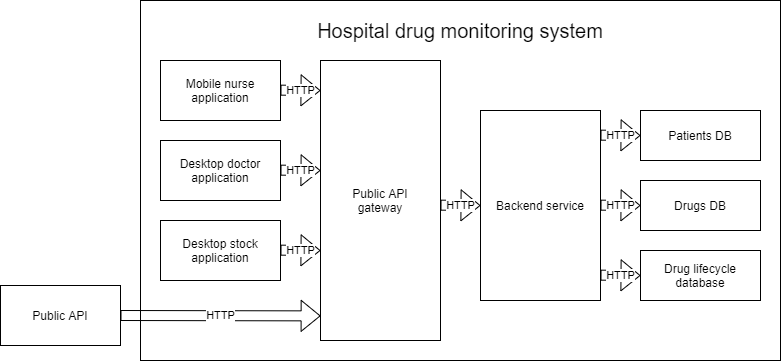 Hospital drug monitoring system
Mobile nurse
application
HTTP
Desktop doctor
application
HTTP
Desktop stock
application
HTTP
Public API
HTTP
Public API
gateway
HTTP
Backend service
HTTP
Patients DB
HTTP
Drugs DB
HTTP
Drug lifecycle
database